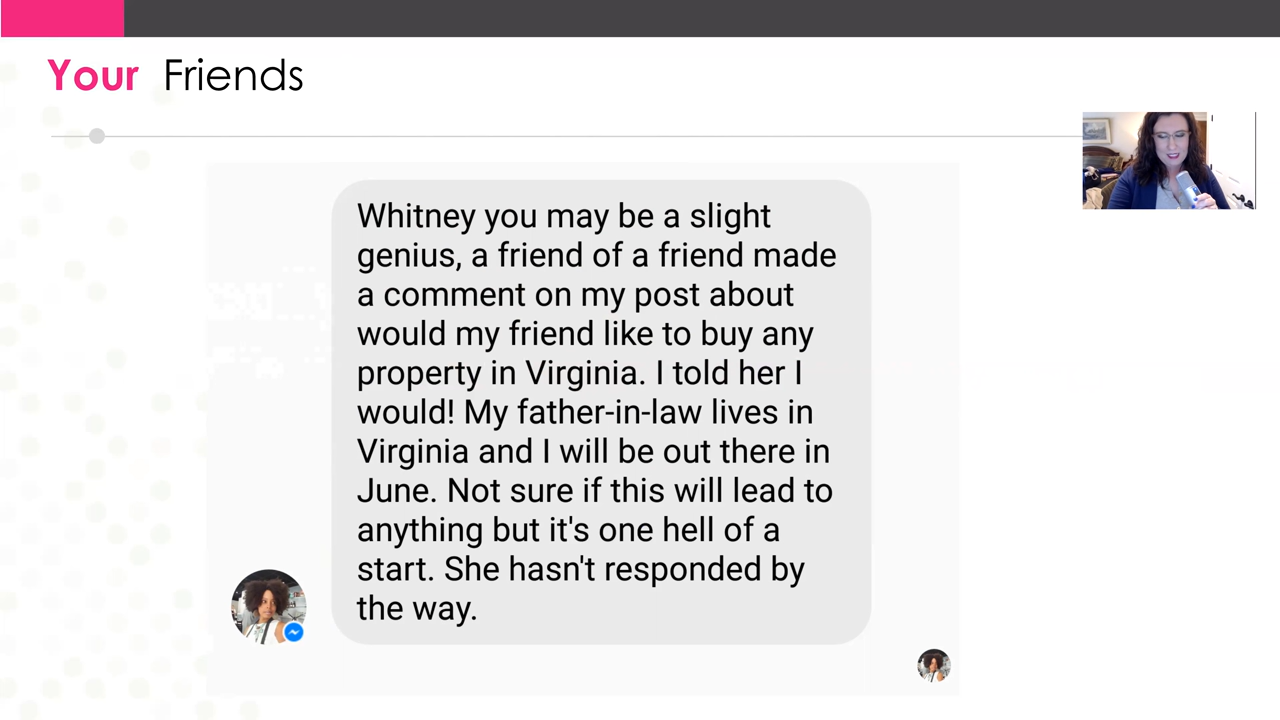 Your Friends
Whitney you may be a slight
genius, a friend of a friend made
a comment on my post about
would my friend like to buy any
property in Virginia. I told her I
would! My father-in-law lives in
Virginia and I will be out there in
June. Not sure if this will lead to
anything but it's one hell of a
start. She hasn't responded by
the way.